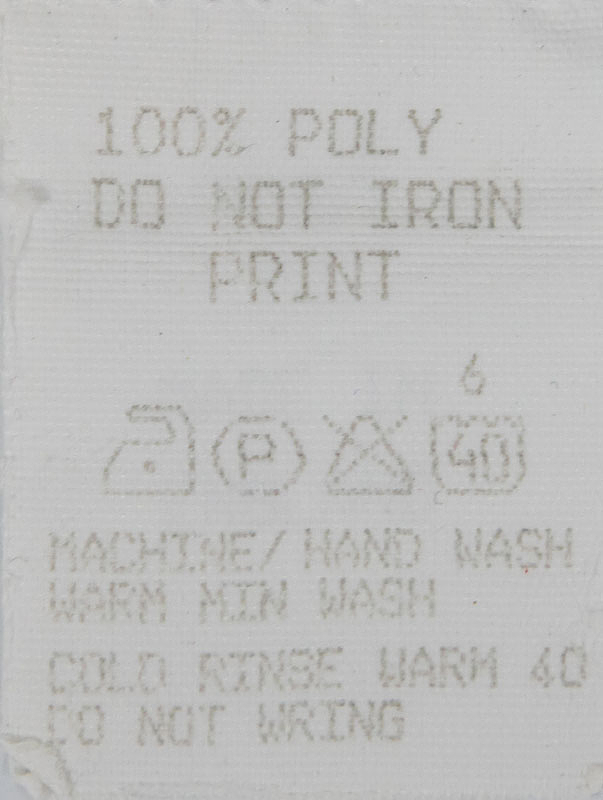 100% POLY
DO NOT IRON
PRINT
6
P 40
MACHINE/ HAND WASH
WARM MIN WASH
COLD RINSE WARM 40
DO NOT WRING